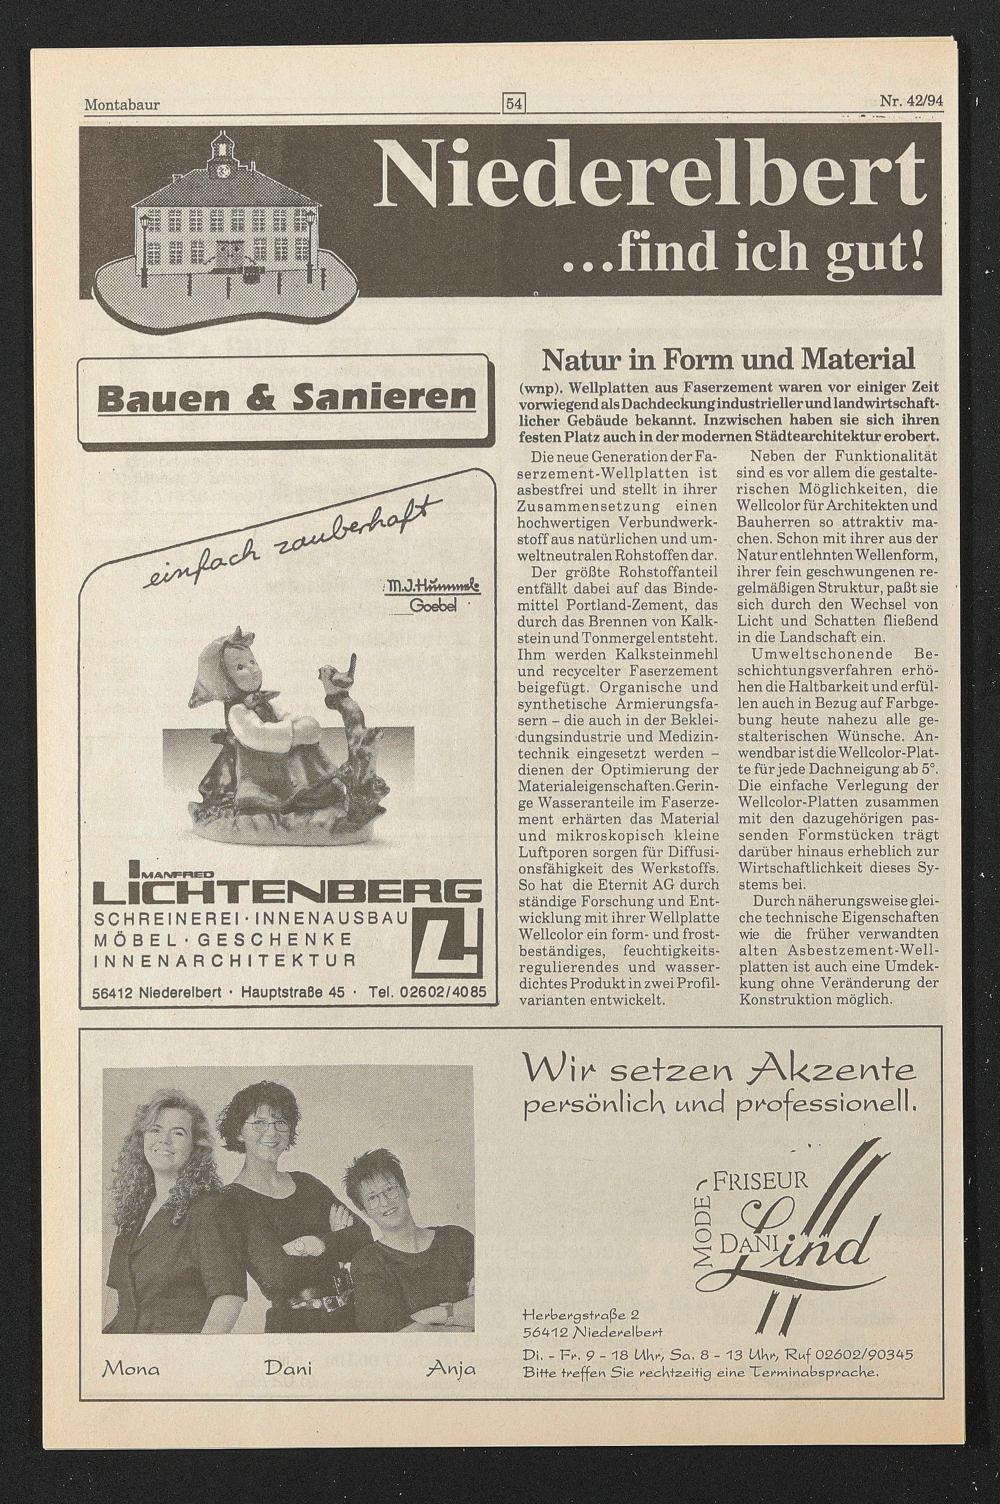 Montabaur
54
Nr. 42/94
Niederelbert
...find ich gut!
Bauen & Sanieren
einfach zauberhaft
M.J. Hummel
Goebel
MANFRED
LICHTENBERG
SCHREINEREI · INNENAUSBAU
MÖBEL · GESCHENKE
INNENARCHITEKTUR
56412 Niederelbert · Hauptstraße 45 · Tel. 02602/4085
Natur in Form und Material
(wnp). Wellplatten aus Faserzement waren vor einiger Zeit
vorwiegend als Dachdeckung industrieller und landwirtschaft-
licher Gebäude bekannt. Inzwischen haben sie sich ihren
festen Platz auch in der modernen Städtearchitektur erobert.
Die neue Generation der Fa-
serzement-Wellplatten ist
asbestfrei und stellt in ihrer
Zusammensetzung einen
hochwertigen Verbundwerk-
stoff aus natürlichen und um-
weltneutralen Rohstoffen dar.
Der größte Rohstoffanteil
entfällt dabei auf das Binde-
mittel Portland-Zement, das
durch das Brennen von Kalk-
stein und Tonmergel entsteht.
Ihm werden Kalksteinmehl
und recycelter Faserzement
beigefügt. Organische und
synthetische Armierungsfa-
sern – die auch in der Beklei-
dungsindustrie und Medizin-
technik eingesetzt werden –
dienen der Optimierung der
Materialeigenschaften. Gerin-
ge Wasseranteile im Faserze-
ment erhärten das Material
und mikroskopisch kleine
Luftporen sorgen für Diffusi-
onsfähigkeit des Werkstoffs.
So hat die Eternit AG durch
ständige Forschung und Ent-
wicklung mit ihrer Wellplatte
Wellcolor ein form- und frost-
beständiges, feuchtigkeits-
regulierendes und wasser-
dichtes Produkt in zwei Profil-
varianten entwickelt.
Neben der Funktionalität
sind es vor allem die gestalte-
rischen Möglichkeiten, die
Wellcolor für Architekten und
Bauherren so attraktiv ma-
chen. Schon mit ihrer aus der
Natur entlehnten Wellenform,
ihrer fein geschwungenen re-
gelmäßigen Struktur, paßt sie
sich durch den Wechsel von
Licht und Schatten fließend
in die Landschaft ein.
Umweltschonende Be-
schichtungsverfahren erhö-
hen die Haltbarkeit und erfül-
len auch in Bezug auf Farbge-
bung heute nahezu alle ge-
stalterischen Wünsche. An-
wendbar ist die Wellcolor-Plat-
te für jede Dachneigung ab 5°.
Die einfache Verlegung der
Wellcolor-Platten zusammen
mit den dazugehörigen pas-
senden Formstücken trägt
darüber hinaus erheblich zur
Wirtschaftlichkeit dieses Sy-
stems bei.
Durch näherungsweise glei-
che technische Eigenschaften
wie die früher verwandten
alten Asbestzement-Well-
platten ist auch eine Umdek-
kung ohne Veränderung der
Konstruktion möglich.
Mona Dani Anja
Wir setzen Akzente
persönlich und professionell.
MODE-FRISEUR
DANI Lind
Herbergstraße 2
56412 Niederelbert
Di. - Fr. 9 - 18 Uhr, Sa. 8 - 13 Uhr, Ruf 02602/90345
Bitte treffen Sie rechtzeitig eine Terminabsprache.